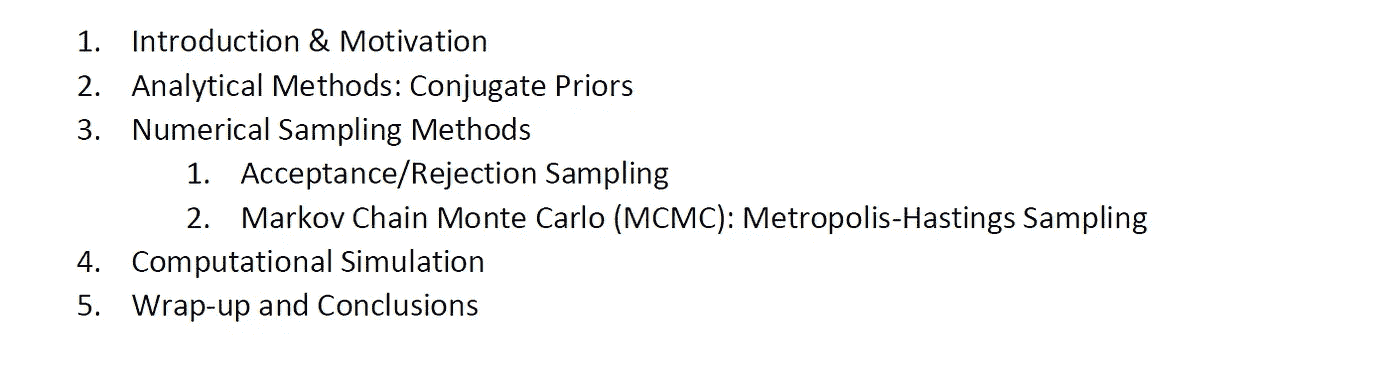 1. Introduction & Motivation
2. Analytical Methods: Conjugate Priors
3. Numerical Sampling Methods
1. Acceptance/Rejection Sampling
2. Markov Chain Monte Carlo (MCMC): Metropolis-Hastings Sampling
4. Computational Simulation
5. Wrap-up and Conclusions